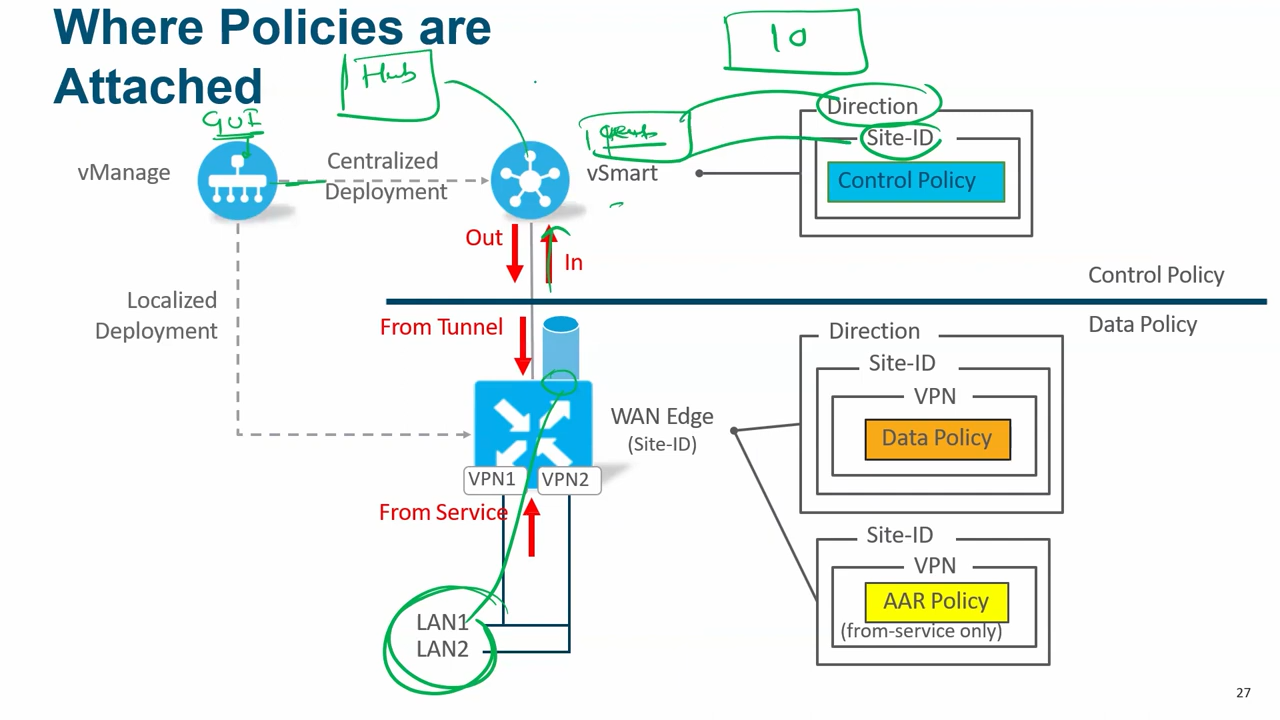 Where Policies are
Attached
10
Hub
GUI
vManage
Centralized
Deployment
vSmart
Direction
Site-ID
Control Policy
Out
In
Control Policy
Localized
Deployment
From Tunnel
Data Policy
Direction
Site-ID
VPN
Data Policy
WAN Edge
(Site-ID)
VPN1
VPN2
From Service
Site-ID
VPN
AAR Policy
(from-service only)
LAN1
LAN2
27